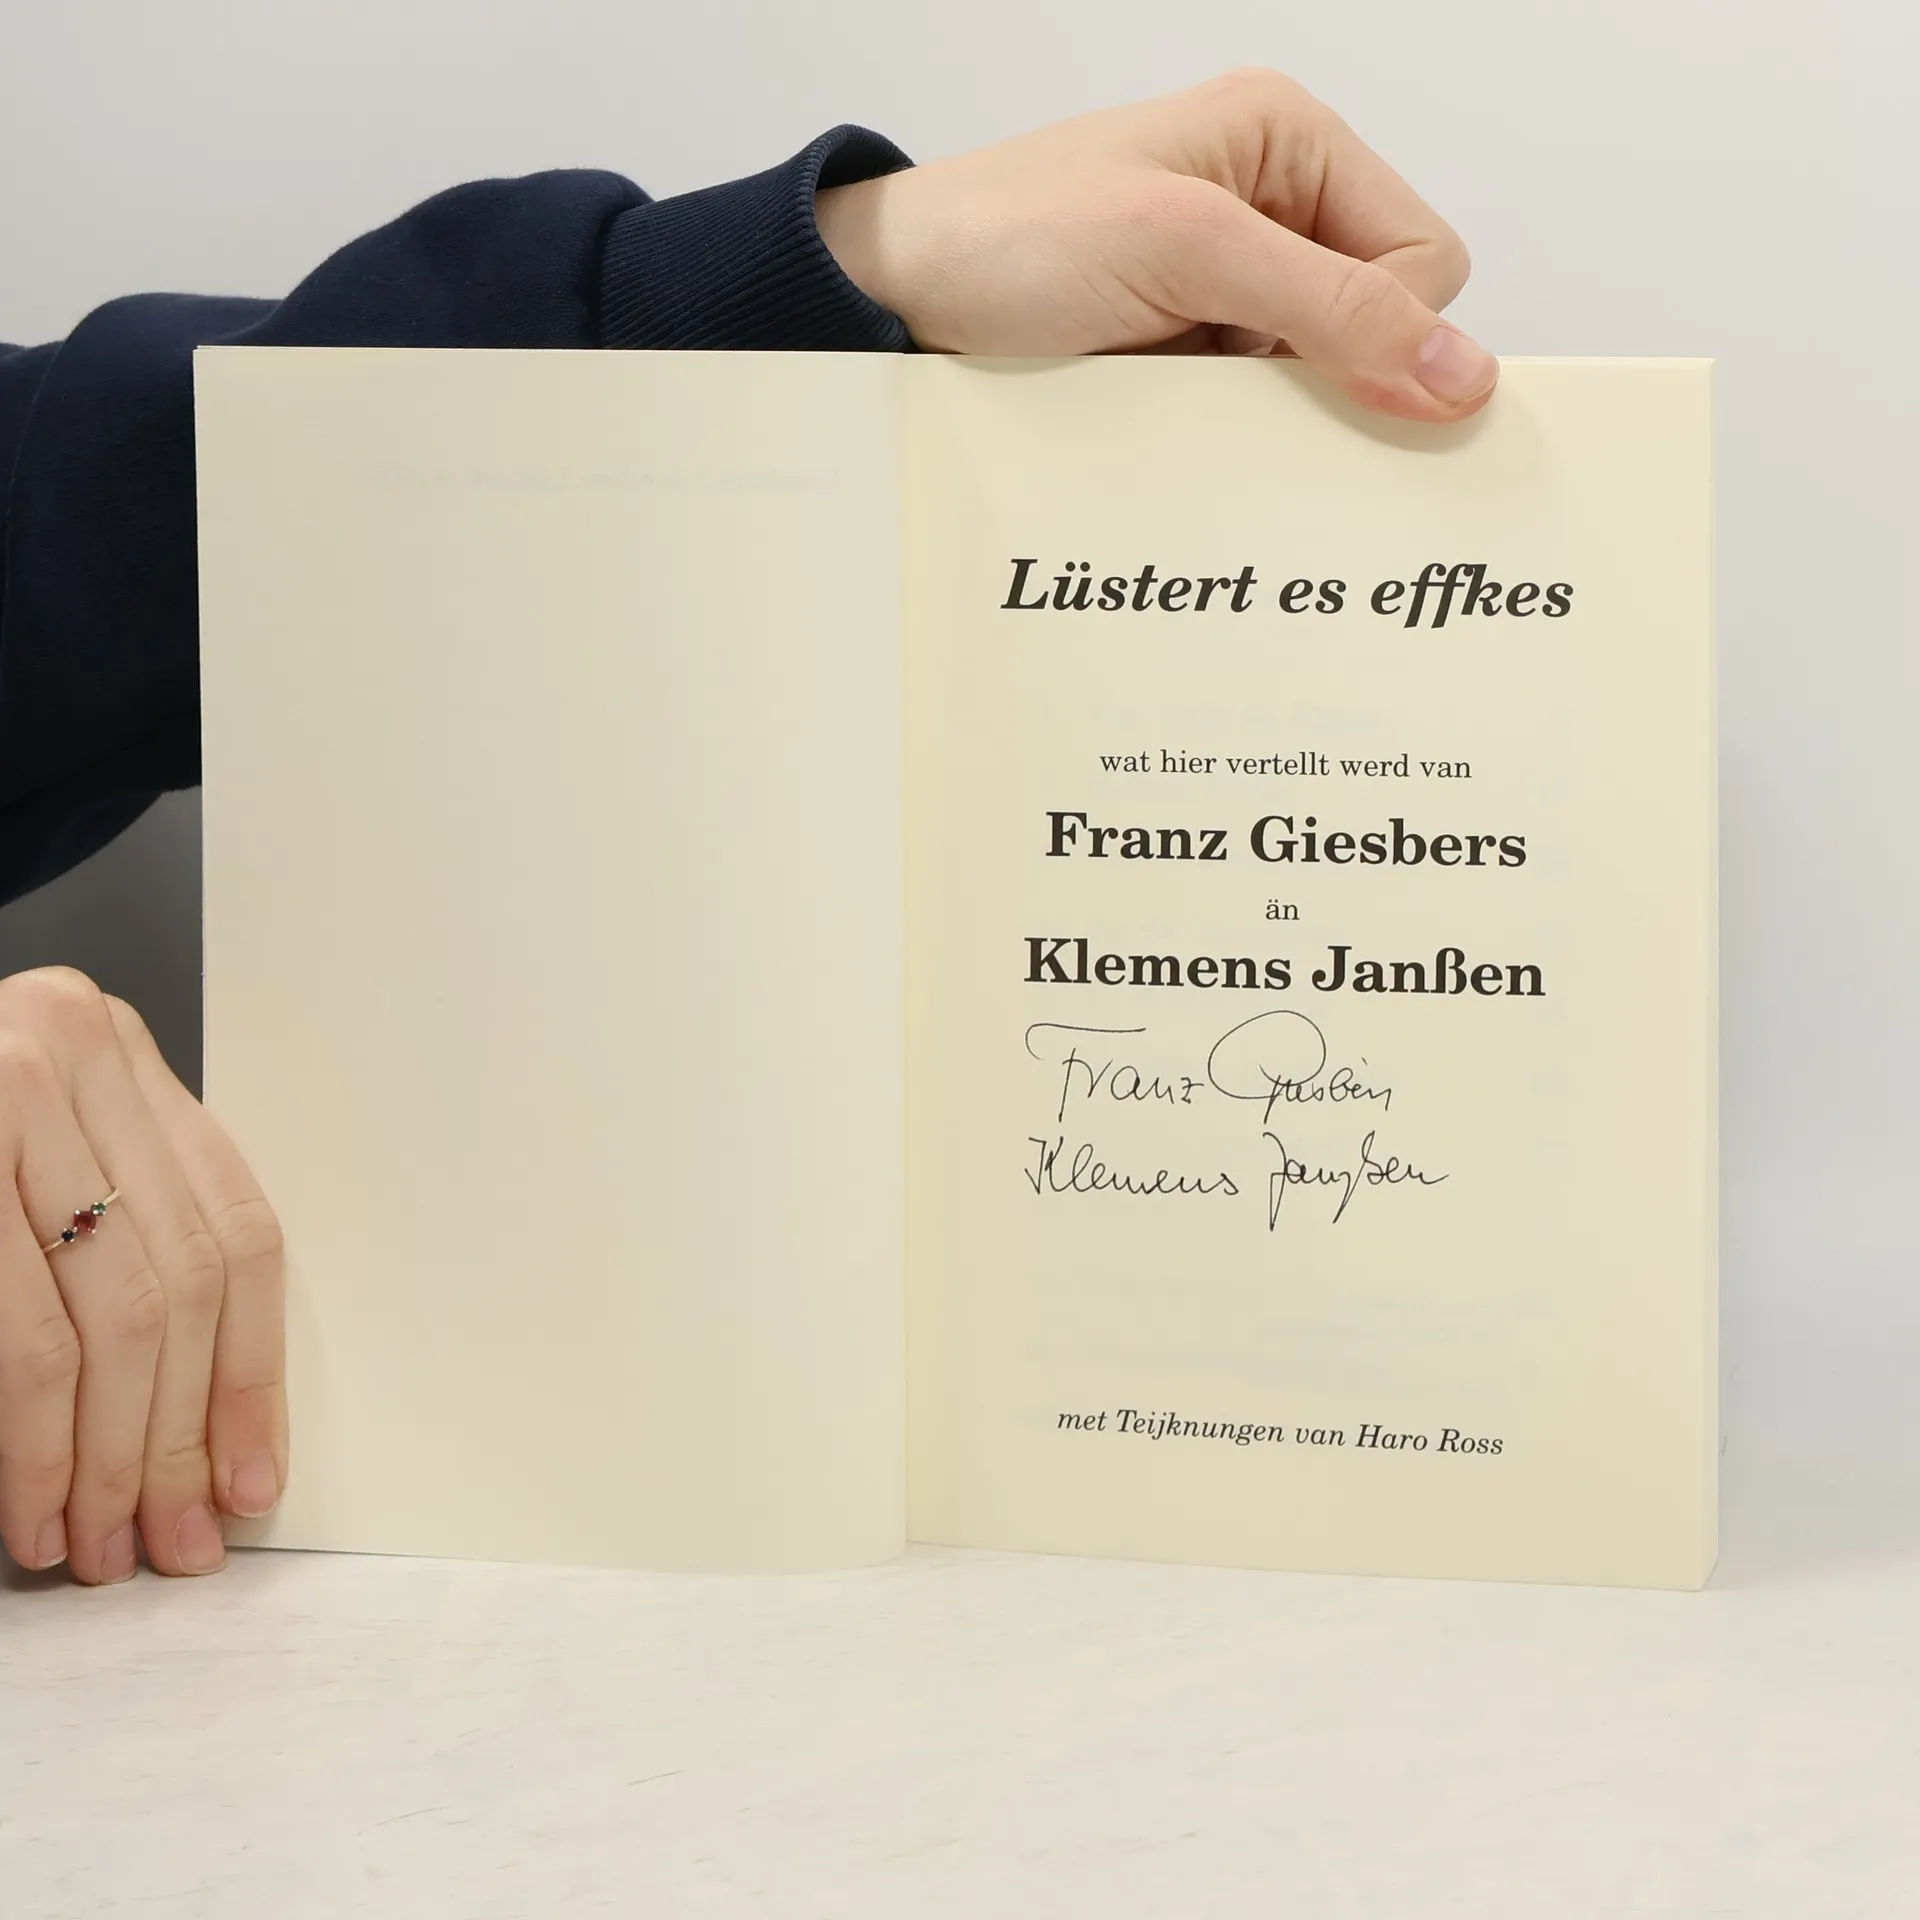 Lüstert es effkes
wat hier vertellt werd van
Franz Giesbers
än
Klemens Janßen
Franz Giesbers
Klemens Janßen
met Teijknungen van Haro Ross